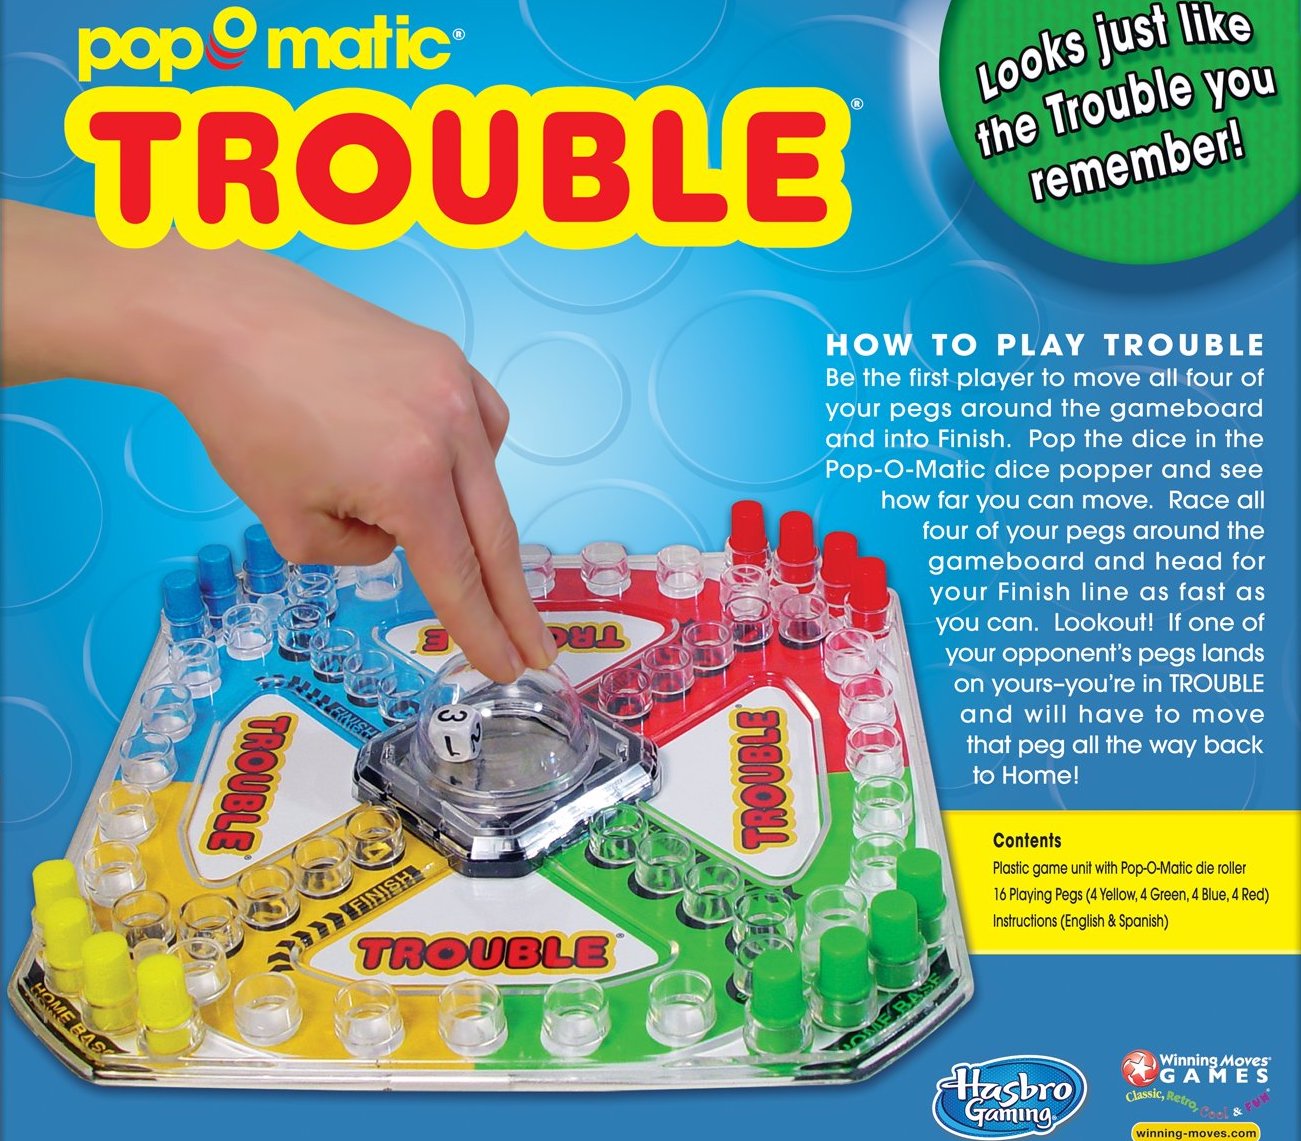 pop o matic®
TROUBLE®
Looks just like
the Trouble you
remember!
HOW TO PLAY TROUBLE
Be the first player to move all four of
your pegs around the gameboard
and into Finish. Pop the dice in the
Pop-O-Matic dice popper and see
how far you can move. Race all
four of your pegs around the
gameboard and head for
your Finish line as fast as
you can. Lookout! If one of
your opponent's pegs lands
on yours–you're in TROUBLE
and will have to move
that peg all the way back
to Home!
Contents
Plastic game unit with Pop-O-Matic die roller
16 Playing Pegs (4 Yellow, 4 Green, 4 Blue, 4 Red)
Instructions (English & Spanish)
TROUBLE
FINISH
TROUBLE
TROUBLE
3
2
1
FINISH
TROUBLE
HOME BASE
HOME BASE
Hasbro
Gaming
Winning Moves®
GAMES
Classic, Retro, Cool & FUN®
winning-moves.com